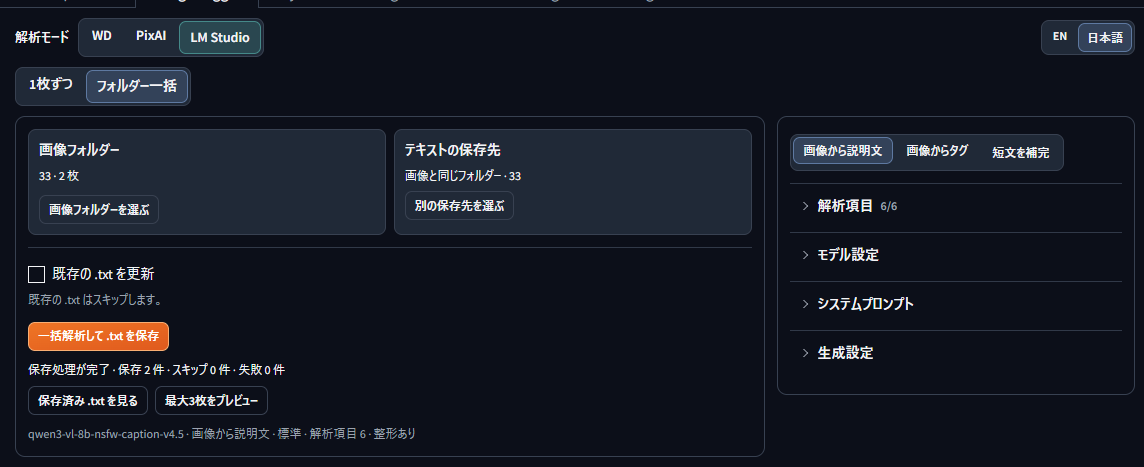 解析モード WD PixAI LM Studio EN 日本語
1枚ずつ フォルダー一括
画像フォルダー
33 · 2 枚
画像フォルダーを選ぶ
テキストの保存先
画像と同じフォルダー · 33
別の保存先を選ぶ
既存の .txt を更新
既存の .txt はスキップします。
一括解析して .txt を保存
保存処理が完了 · 保存 2 件 · スキップ 0 件 · 失敗 0 件
保存済み .txt を見る 最大3枚をプレビュー
qwen3-vl-8b-nsfw-caption-v4.5 · 画像から説明文 · 標準 · 解析項目 6 · 整形あり
画像から説明文 画像からタグ 短文を補完
解析項目 6/6
モデル設定
システムプロンプト
生成設定